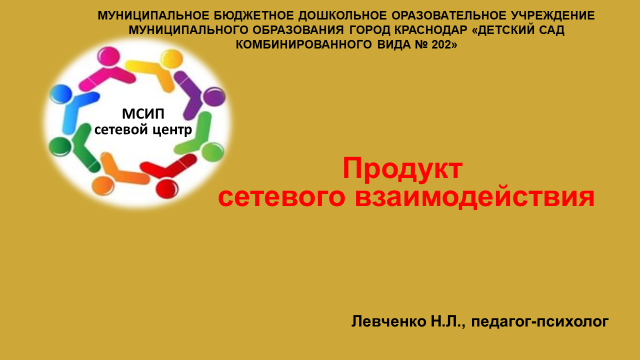 МУНИЦИПАЛЬНОЕ БЮДЖЕТНОЕ ДОШКОЛЬНОЕ ОРАЗОВАТЕЛЬНОЕ УЧРЕЖДЕНИЕ
МУНИЦИПАЛЬНОГО ОБРАЗОВАНИЯ ГОРОД КРАСНОДАР «ДЕТСКИЙ САД
КОМБИНИРОВАННОГО ВИДА № 202»
МСИП
сетевой центр
Продукт
сетевого взаимодействия
Левченко Н.Л., педагог-психолог